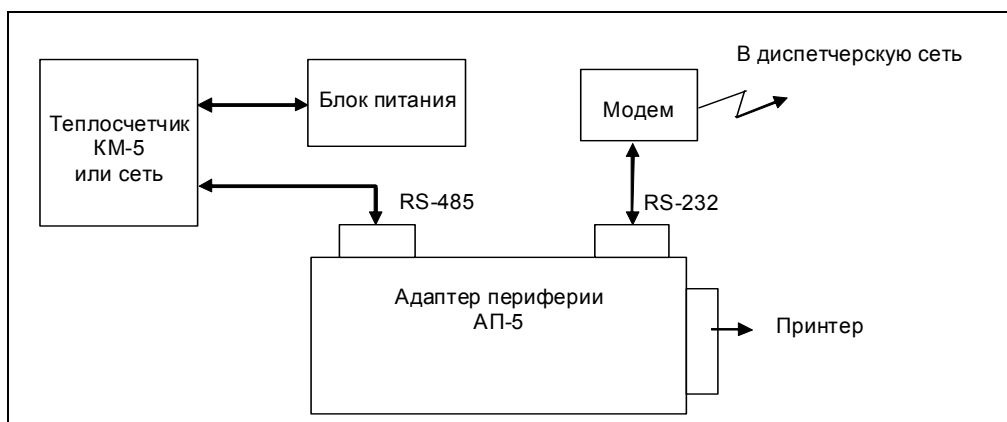 В диспетчерскую сеть
Блок питания
Модем
Теплосчетчик
КМ-5
или сеть
RS-485
RS-232
Адаптер периферии
АП-5
Принтер